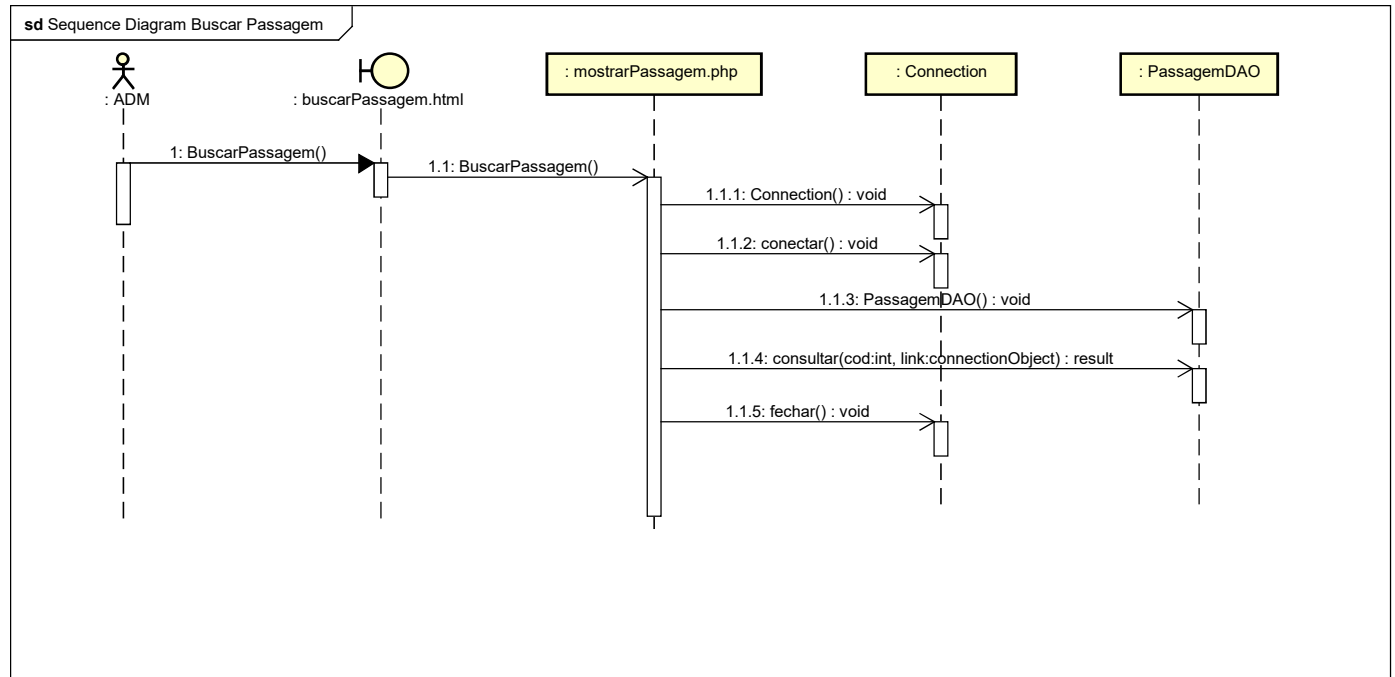 sd Sequence Diagram Buscar Passagem
: ADM
: buscarPassagem.html
: mostrarPassagem.php
: Connection
: PassagemDAO
1: BuscarPassagem()
1.1: BuscarPassagem()
1.1.1: Connection() : void
1.1.2: conectar() : void
1.1.3: PassagemDAO() : void
1.1.4: consultar(cod:int, link:connectionObject) : result
1.1.5: fechar() : void